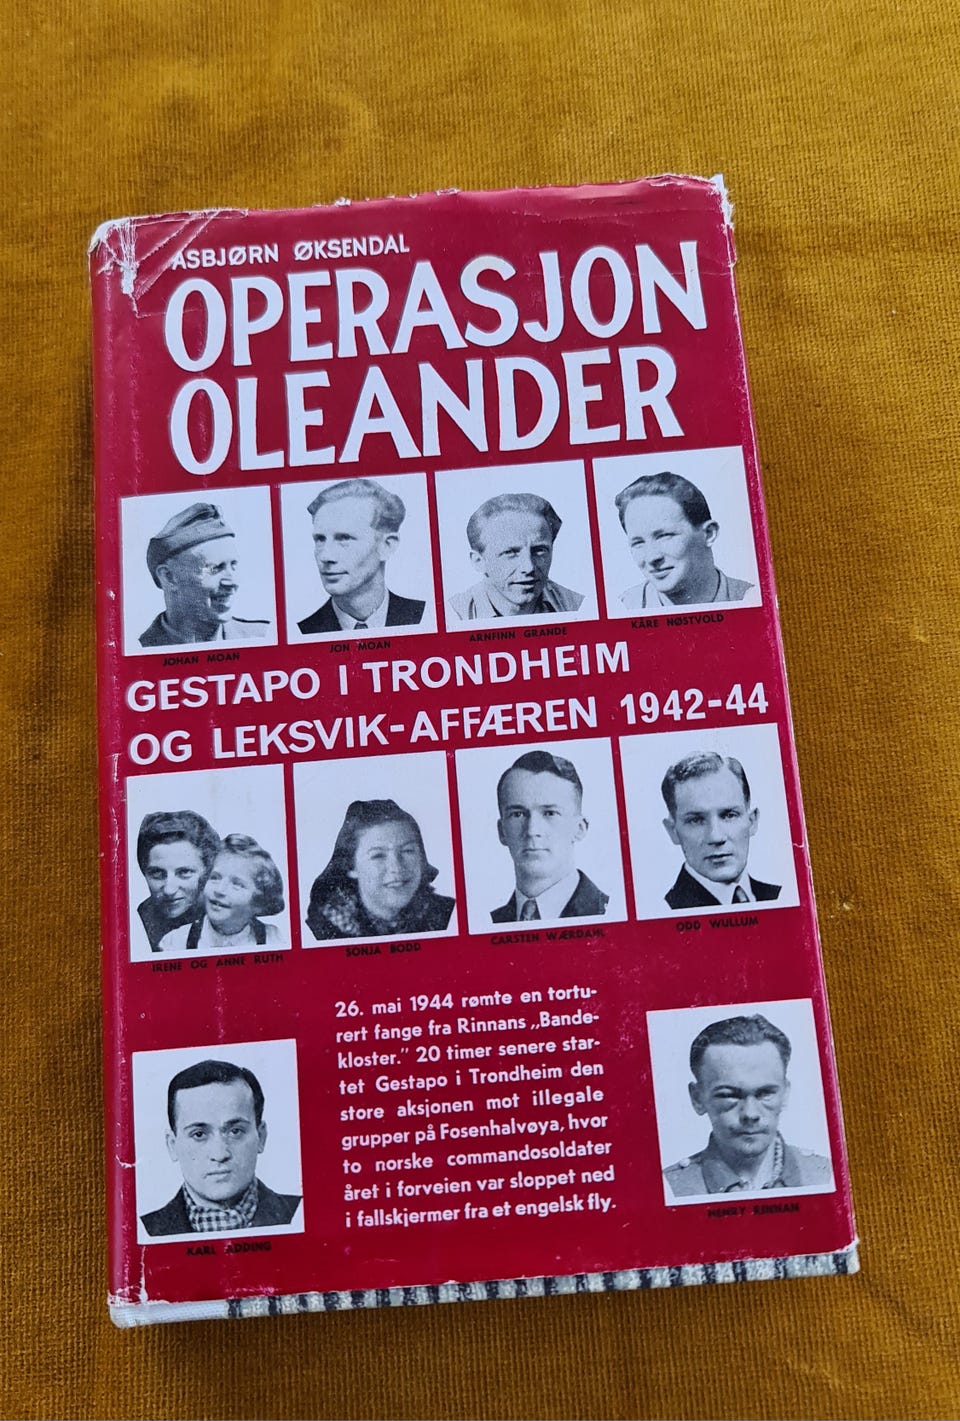 ASBJØRN ØKSENDAL
OPERASJON
OLEANDER
JOHAN MOAN
JON MOAN
ARNFINN GRANDE
KÅRE NØSTVOLD
GESTAPO I TRONDHEIM
OG LEKSVIK-AFFÆREN 1942-44
IRENE OG ANNE RUTH
SONJA BODD
CARSTEN WÆRDAHL
ODD WULLUM
26. mai 1944 rømte en tortu-
rert fange fra Rinnans „Bande-
kloster.” 20 timer senere star-
tet Gestapo i Trondheim den
store aksjonen mot illegale
grupper på Fosenhalvøya, hvor
to norske commandosoldater
året i forveien var sloppet ned
i fallskjermer fra et engelsk fly.
KARL ADDING
HENRY RINNAN